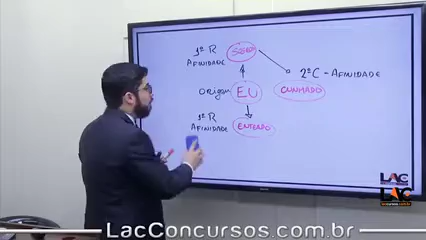 1º R
AFINIDADE
SOGRO
2º C - AFINIDADE
ORIGEM
EU
CUNHADO
1º R
AFINIDADE
ENTEADO
LAC
LAC
LacConcursos.com.br